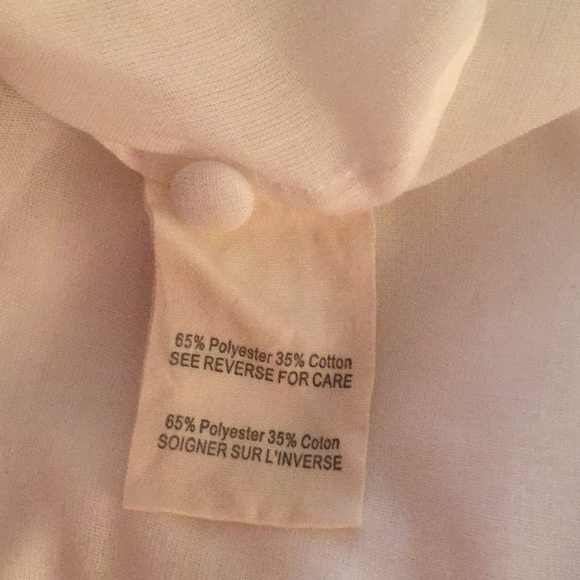 65% Polyester 35% Cotton
SEE REVERSE FOR CARE
65% Polyester 35% Coton
SOIGNER SUR L'INVERSE